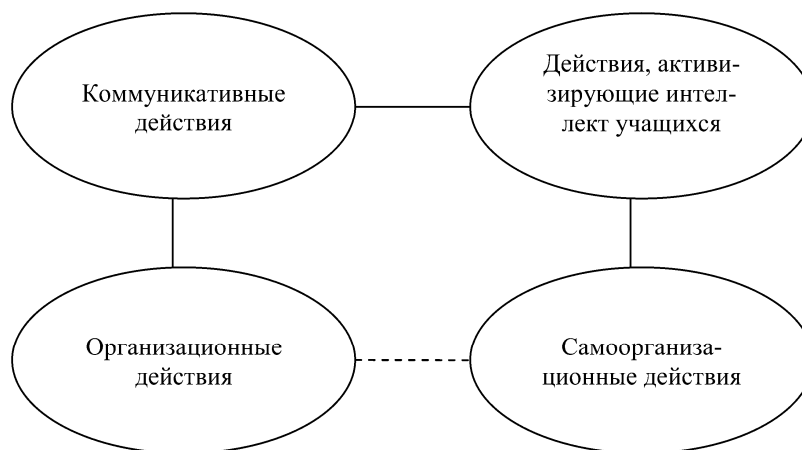 Коммуникативные
действия
Действия, активи-
зирующие интел-
лект учащихся
Организационные
действия
Самоорганиза-
ционные действия